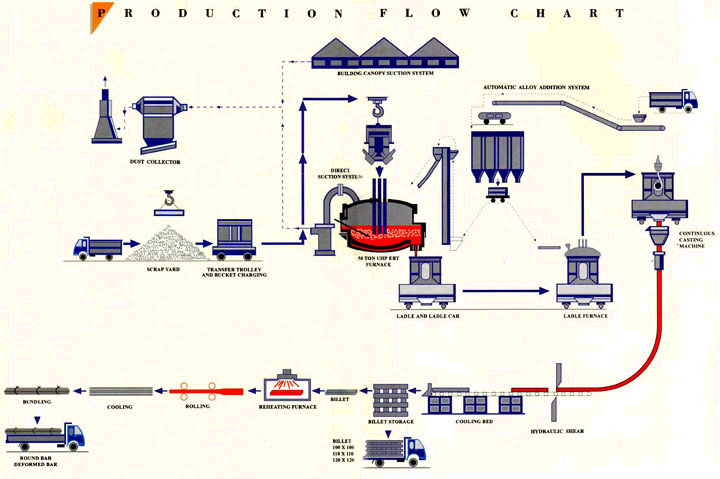 PRODUCTION FLOW CHART
BUILDING CANOPY SUCTION SYSTEM
AUTOMATIC ALLOY ADDITION SYSTEM
DUST COLLECTOR
DIRECT
SUCTION SYSTEM
CONTINUOUS
CASTING
MACHINE
SCRAP YARD
TRANSFER TROLLEY
AND BUCKET CHARGING
50 TON UHP EBT
FURNACE
LADLE AND LADLE CAR
LADLE FURNACE
BUNDLING
COOLING
ROLLING
REHEATING FURNACE
BILLET
BILLET STORAGE
COOLING BED
HYDRAULIC SHEAR
ROUND BAR
DEFORMED BAR
BILLET
100 X 100
110 X 110
120 X 120